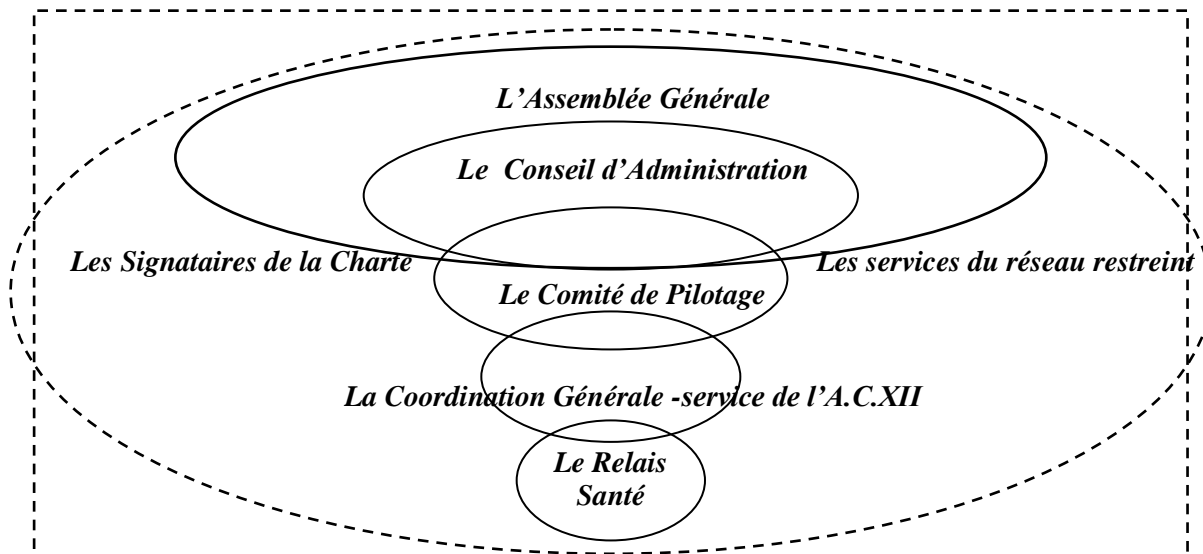 L’Assemblée Générale
Le Conseil d’Administration
Les Signataires de la Charte
Les services du réseau restreint
Le Comité de Pilotage
La Coordination Générale -service de l’A.C.XII
Le Relais
Santé